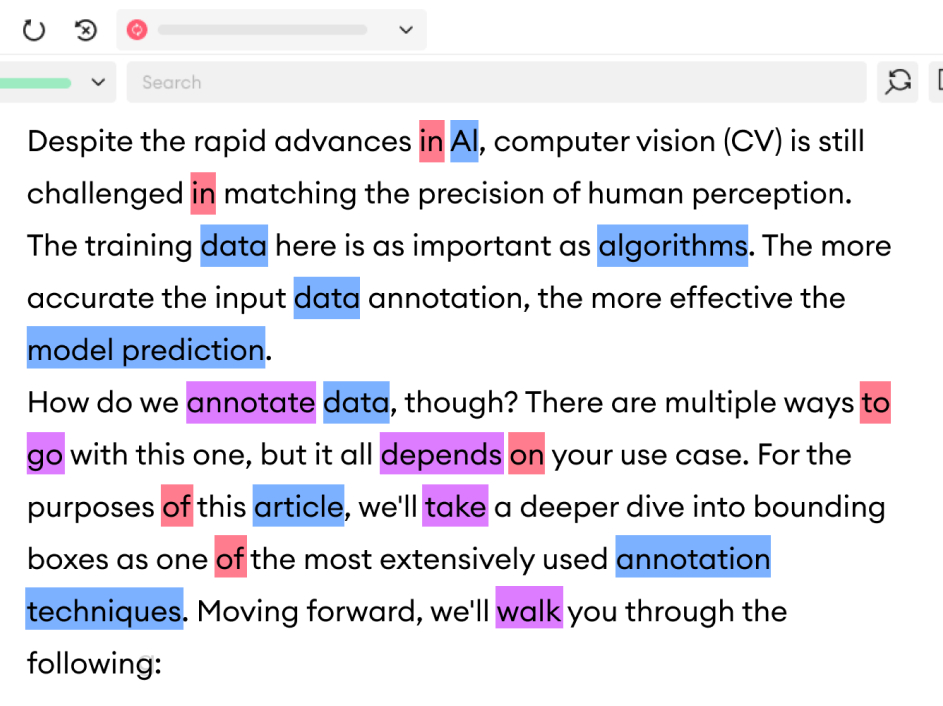 Search
Despite the rapid advances in AI, computer vision (CV) is still
challenged in matching the precision of human perception.
The training data here is as important as algorithms. The more
accurate the input data annotation, the more effective the
model prediction.
How do we annotate data, though? There are multiple ways to
go with this one, but it all depends on your use case. For the
purposes of this article, we'll take a deeper dive into bounding
boxes as one of the most extensively used annotation
techniques. Moving forward, we'll walk you through the
following: